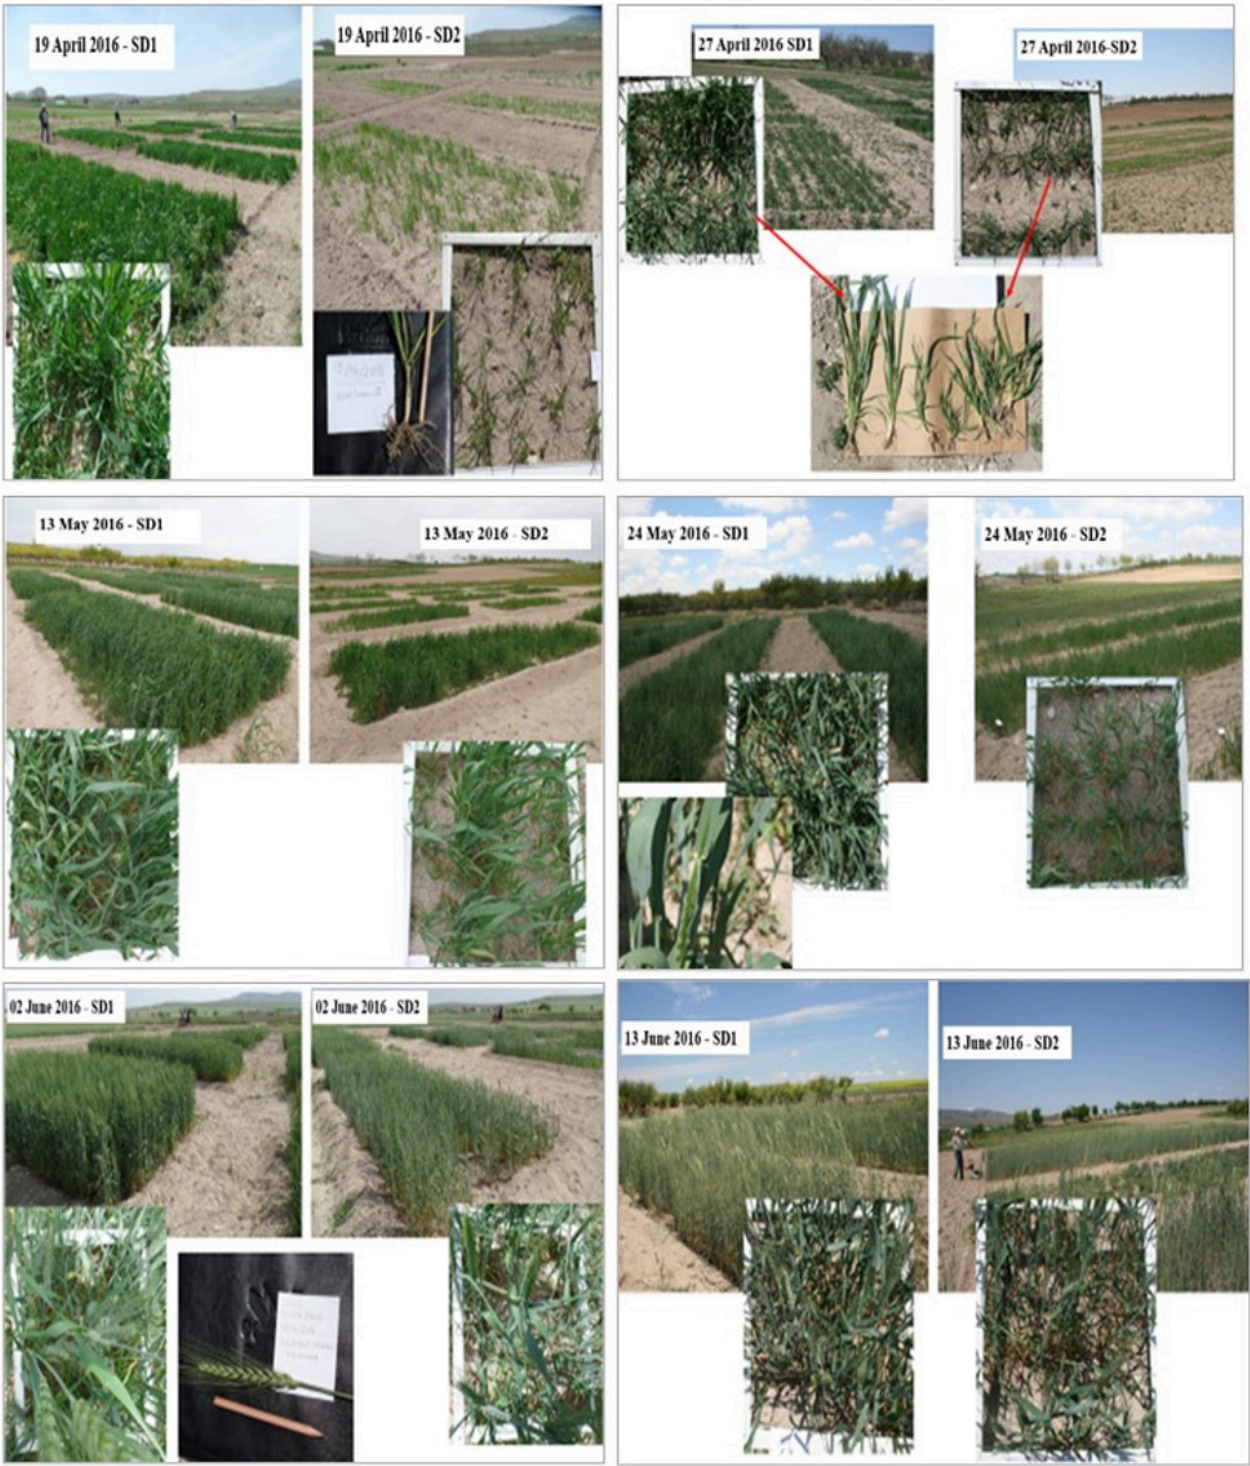 19 April 2016 - SD1
19 April 2016 - SD2
27 April 2016 SD1
27 April 2016-SD2
13 May 2016 - SD1
13 May 2016 - SD2
24 May 2016 - SD1
24 May 2016 - SD2
02 June 2016 - SD1
02 June 2016 - SD2
13 June 2016 - SD1
13 June 2016 - SD2